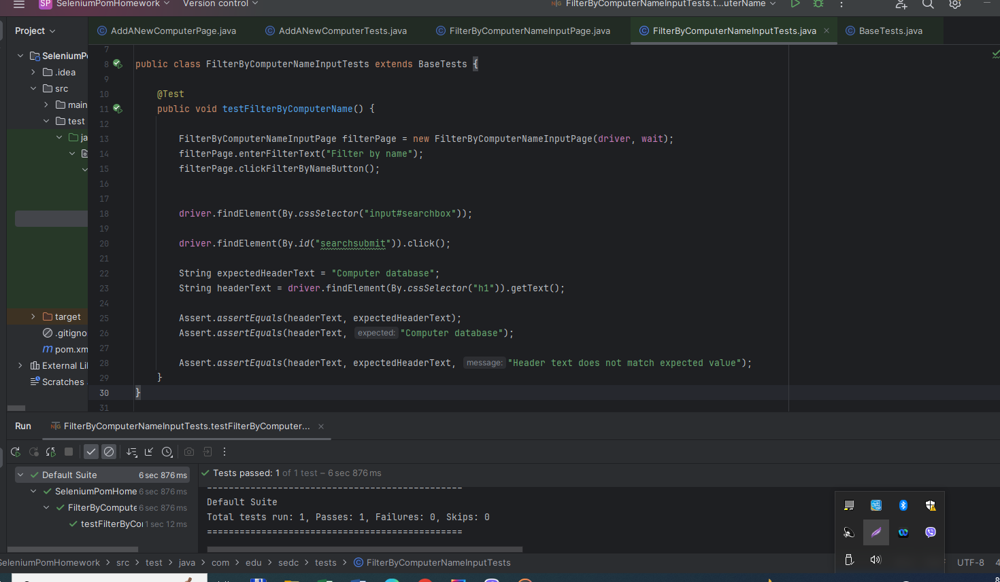 SP SeleniumPomHomework Version control FilterByComputerNameInputTests.t...uterName
Project AddANewComputerPage.java AddANewComputerTests.java FilterByComputerNameInputPage.java FilterByComputerNameInputTests.java BaseTests.java
SeleniumP
.idea
src
main
test
ja
target
.gitigno
pom.xm
External Li
Scratches
7
8 public class FilterByComputerNameInputTests extends BaseTests {
9
10 @Test
11 public void testFilterByComputerName() {
12
13 FilterByComputerNameInputPage filterPage = new FilterByComputerNameInputPage(driver, wait);
14 filterPage.enterFilterText("Filter by name");
15 filterPage.clickFilterByNameButton();
16
17
18 driver.findElement(By.cssSelector("input#searchbox"));
19
20 driver.findElement(By.id("searchsubmit")).click();
21
22 String expectedHeaderText = "Computer database";
23 String headerText = driver.findElement(By.cssSelector("h1")).getText();
24
25 Assert.assertEquals(headerText, expectedHeaderText);
26 Assert.assertEquals(headerText, expected: "Computer database");
27
28 Assert.assertEquals(headerText, expectedHeaderText, message: "Header text does not match expected value");
29 }
30 }
31
Run FilterByComputerNameInputTests.testFilterByComputer...
Default Suite 6 sec 876 ms
SeleniumPomHome 6 sec 876 ms
FilterByCompute 6 sec 876 ms
testFilterByCo 1 sec 12 ms
Tests passed: 1 of 1 test – 6 sec 876 ms
===============================================
Default Suite
Total tests run: 1, Passes: 1, Failures: 0, Skips: 0
===============================================
SeleniumPomHomework > src > test > java > com > edu > sedc > tests > FilterByComputerNameInputTests UTF-8 4